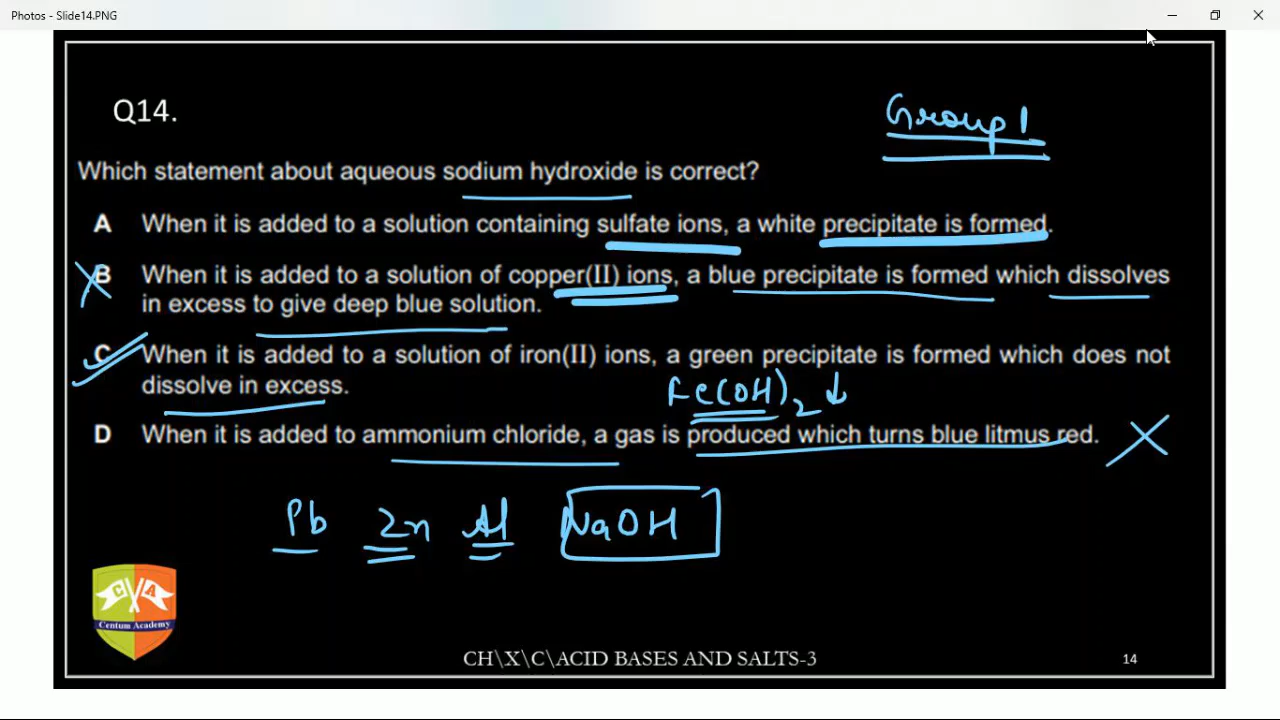 Photos - Slide14.PNG
Q14.
Group 1
Which statement about aqueous sodium hydroxide is correct?
A When it is added to a solution containing sulfate ions, a white precipitate is formed.
B When it is added to a solution of copper(II) ions, a blue precipitate is formed which dissolves
in excess to give deep blue solution.
C When it is added to a solution of iron(II) ions, a green precipitate is formed which does not
dissolve in excess.
Fe(OH)2 ↓
D When it is added to ammonium chloride, a gas is produced which turns blue litmus red.
Pb Zn Al NaOH
C A
Centum Academy
CH\X\C\ACID BASES AND SALTS-3
14